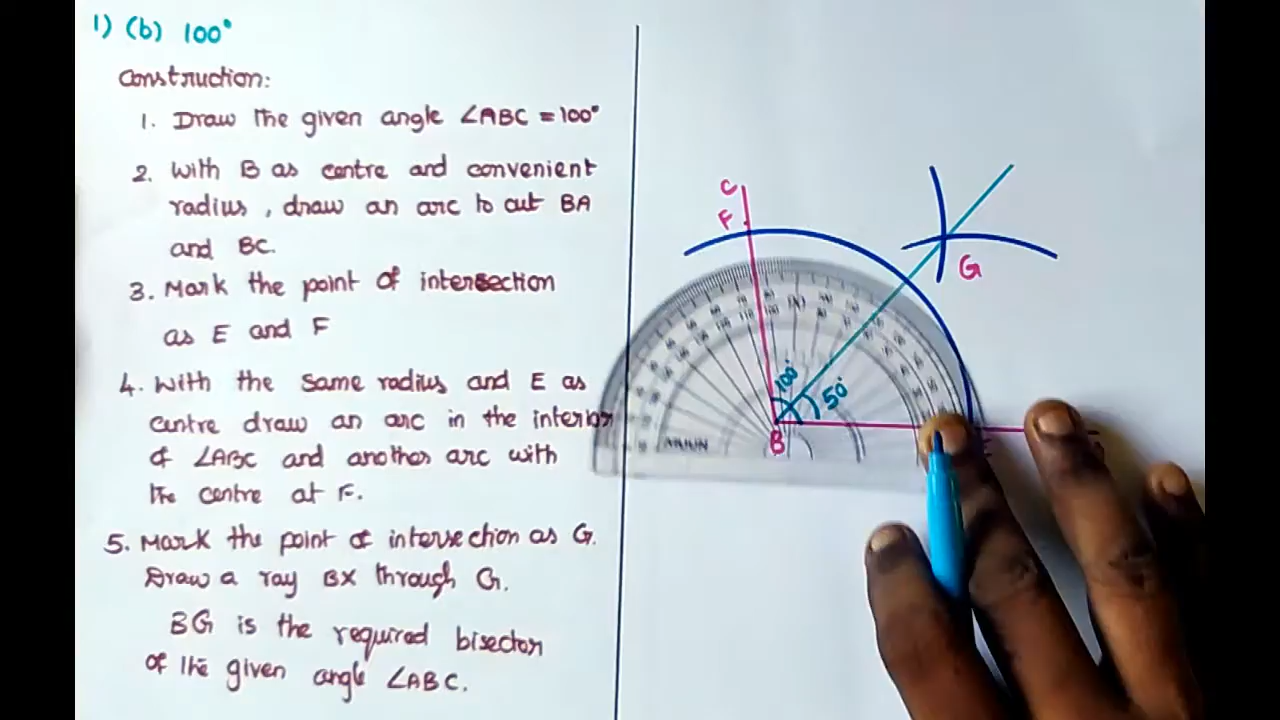 1) (b) 100°
Construction:
1. Draw the given angle ∠ABC = 100°
2. With B as centre and convenient
radius, draw an arc to cut BA
and BC.
3. Mark the point of intersection
as E and F
4. With the same radius and E as
centre draw an arc in the interior
of ∠ABC and another arc with
the centre at F.
5. Mark the point of intersection as G.
Draw a ray BX through G.
BG is the required bisector
of the given angle ∠ABC.
C
F
G
100°
50°
B